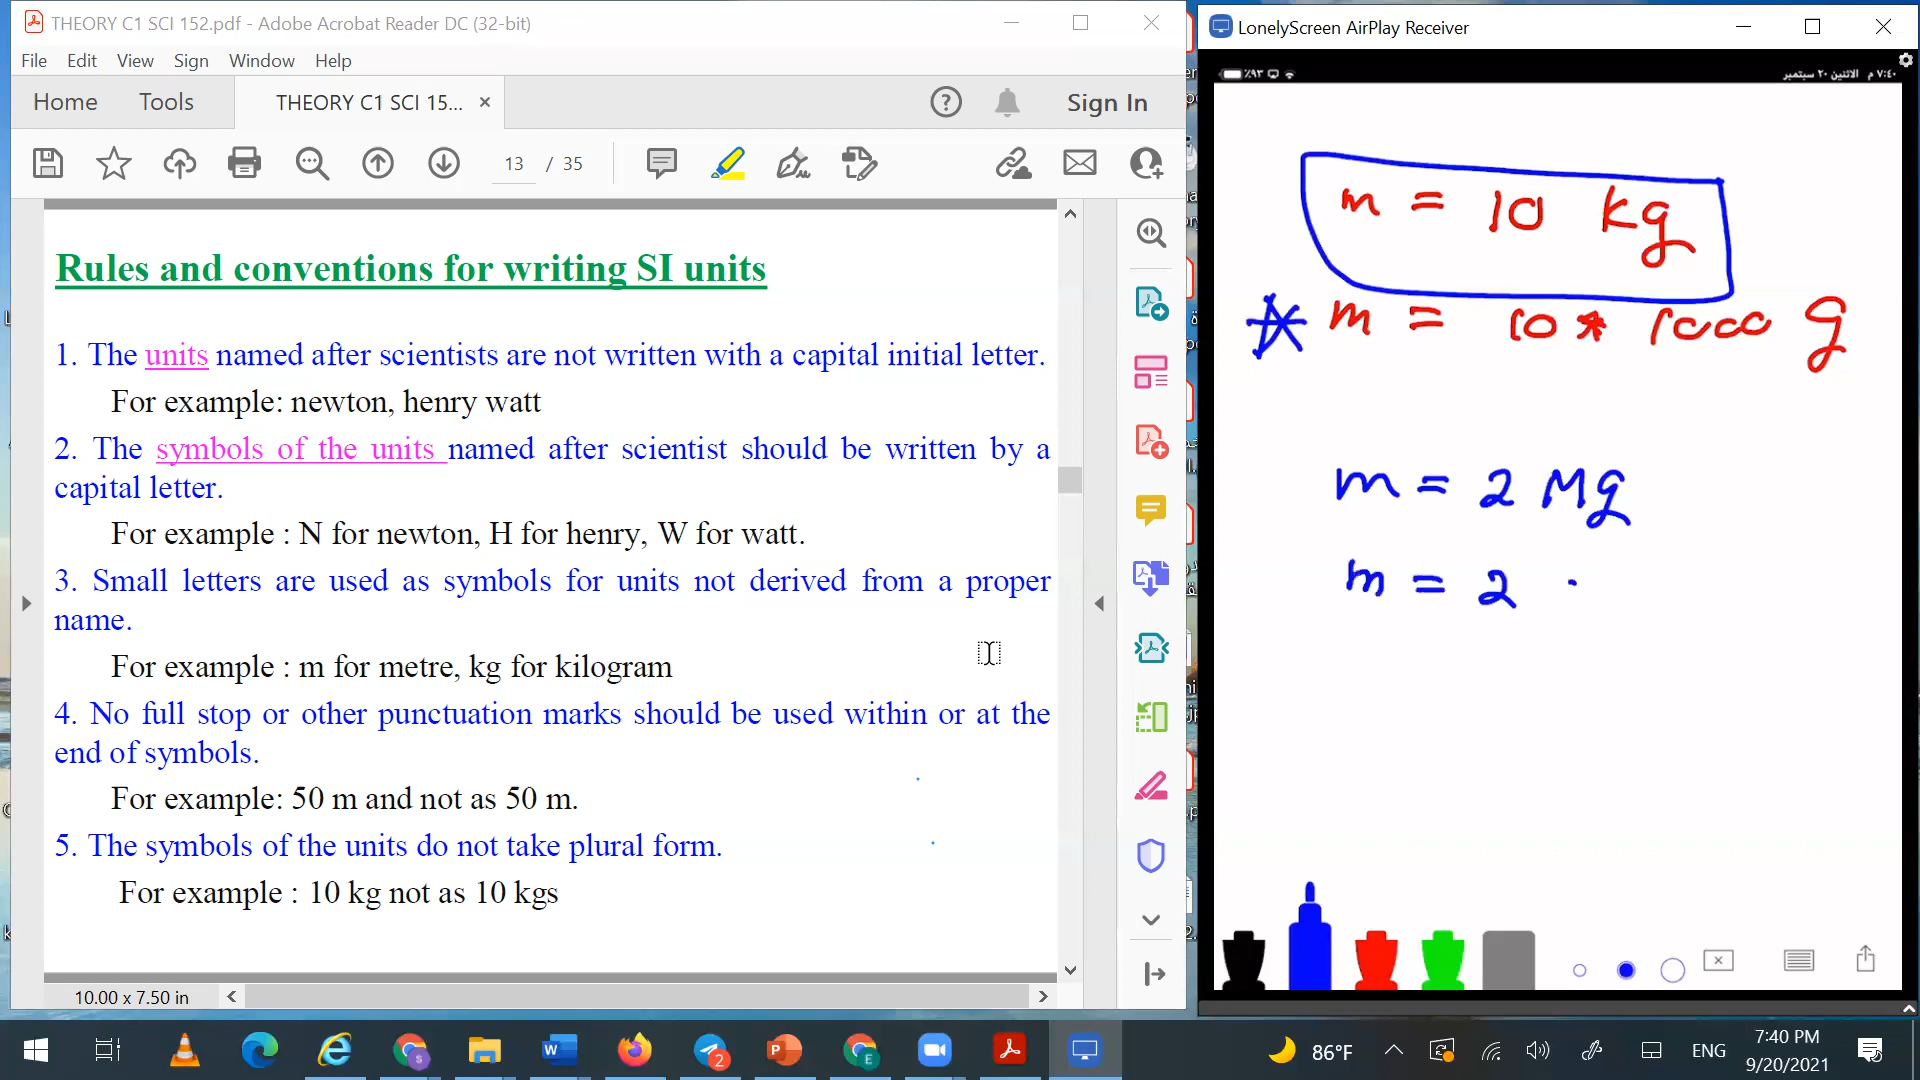 THEORY C1 SCI 152.pdf - Adobe Acrobat Reader DC (32-bit)
File Edit View Sign Window Help
Home Tools THEORY C1 SCI 15... × Sign In
13 / 35
Rules and conventions for writing SI units
1. The units named after scientists are not written with a capital initial letter.
For example: newton, henry watt
2. The symbols of the units named after scientist should be written by a
capital letter.
For example : N for newton, H for henry, W for watt.
3. Small letters are used as symbols for units not derived from a proper
name.
For example : m for metre, kg for kilogram
4. No full stop or other punctuation marks should be used within or at the
end of symbols.
For example: 50 m and not as 50 m.
5. The symbols of the units do not take plural form.
For example : 10 kg not as 10 kgs
10.00 x 7.50 in
LonelyScreen AirPlay Receiver
٪٩٣
٧:٤٠ م الاثنين ٢٠ سبتمبر
m = 10 kg
m = 10 * 1000 g
m = 2 Mg
m = 2
86°F ENG
7:40 PM
9/20/2021